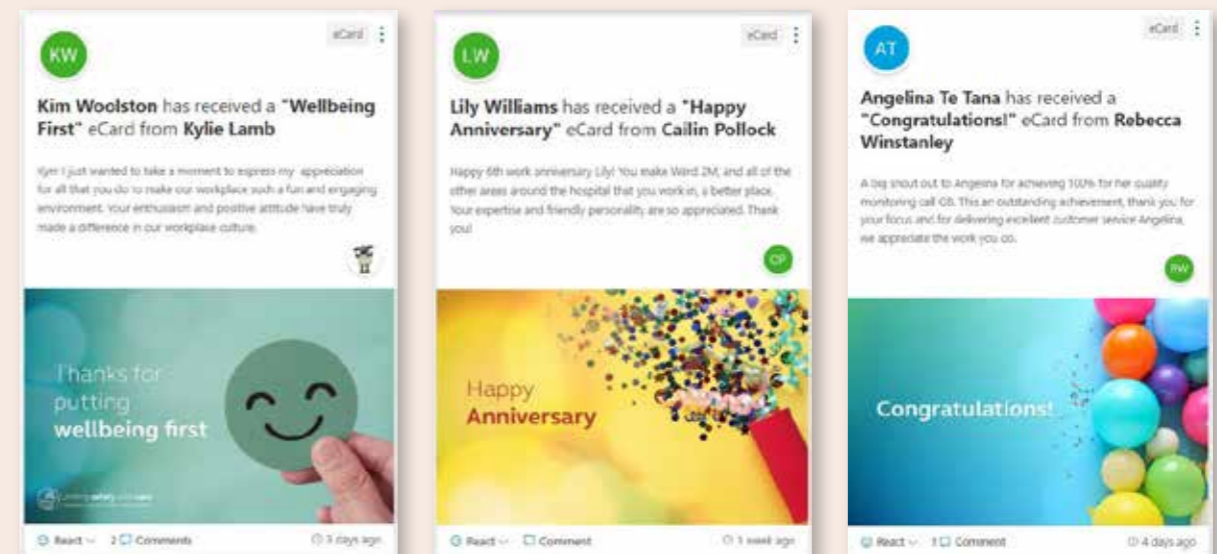 eCard
KW
Kim Woolston has received a "Wellbeing
First" eCard from Kylie Lamb
Kym I just wanted to take a moment to express my appreciation
for all that you do to make our workplace such a fun and engaging
environment. Your enthusiasm and positive attitude have truly
made a difference in our workplace culture.
Thanks for
putting
wellbeing first
safety and care
React
2 Comments
3 days ago
eCard
LW
Lily Williams has received a "Happy
Anniversary" eCard from Cailin Pollock
Happy 6th work anniversary Lily! You make Ward 2M, and all of the
other areas around the hospital that you work in, a better place.
Your expertise and friendly personality are so appreciated. Thank
you!
CP
Happy
Anniversary
React
Comment
1 week ago
eCard
AT
Angelina Te Tana has received a
"Congratulations!" eCard from Rebecca
Winstanley
A big shout out to Angelina for achieving 100% for her quality
monitoring call GB. This an outstanding achievement, thank you for
your focus and for delivering excellent customer service Angelina,
we appreciate the work you do.
RW
Congratulations!
React
1 Comment
4 days ago